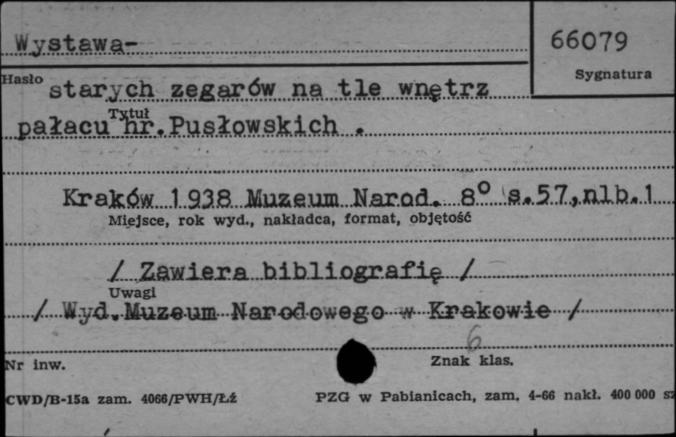 Wystawa-
66079
Hasło
Sygnatura
starych zegarów na tle wnętrz
Tytuł
pałacu hr.Pusłowskich .
Kraków 1938 Muzeum Narod. 8° s.57,nlb.1
Miejsce, rok wyd., nakładca, format, objętość
/ Zawiera bibliografię /
Uwagi
/ Wyd.Muzeum Narodowego w Krakowie /
6
Nr inw.
Znak klas.
CWD/B-15a zam. 4066/PWH/Łż
PZG w Pabianicach, zam. 4-66 nakł. 400 000 sz